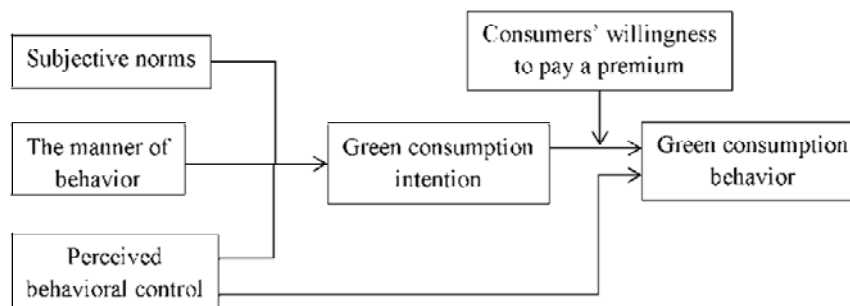 Subjective norms
Consumers' willingness
to pay a premium
The manner of
behavior
Green consumption
intention
Green consumption
behavior
Perceived
behavioral control